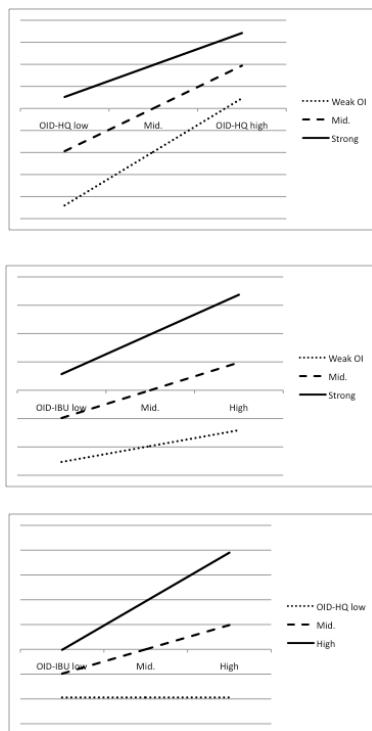 Weak OI
Mid.
Strong
OID-HQ low
Mid.
OID-HQ high
Weak OI
Mid.
Strong
OID-IBU low
Mid.
High
OID-HQ low
Mid.
High
OID-IBU low
Mid.
High